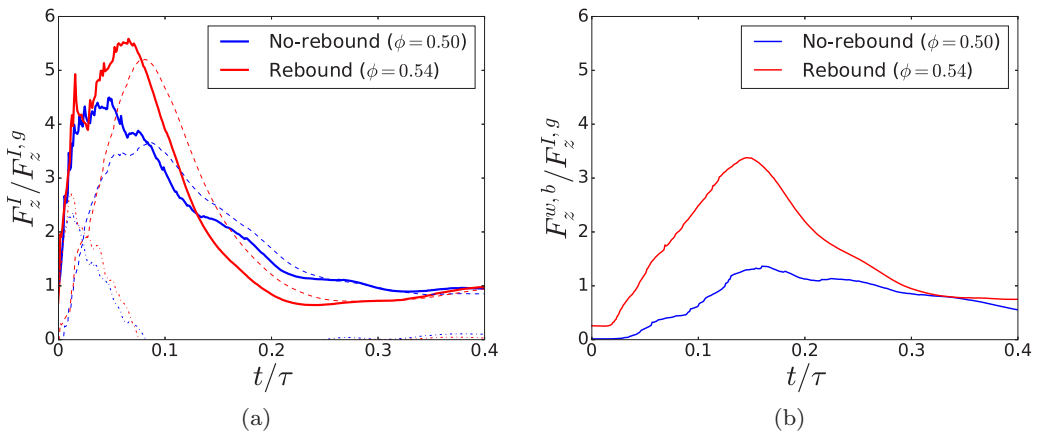 6
5
4
3
2
1
0
0
0.1
0.2
0.3
0.4
F_z^I/F_z^{I,g}
t/τ
No-rebound (ϕ=0.50)
Rebound (ϕ=0.54)
(a)
6
5
4
3
2
1
0
0
0.1
0.2
0.3
0.4
F_z^{w,b}/F_z^{I,g}
t/τ
No-rebound (ϕ=0.50)
Rebound (ϕ=0.54)
(b)